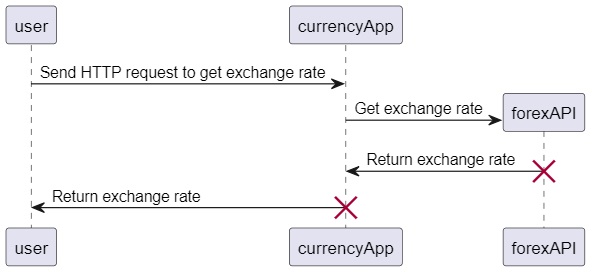 user
currencyApp
Send HTTP request to get exchange rate
Get exchange rate
forexAPI
Return exchange rate
Return exchange rate
user
currencyApp
forexAPI